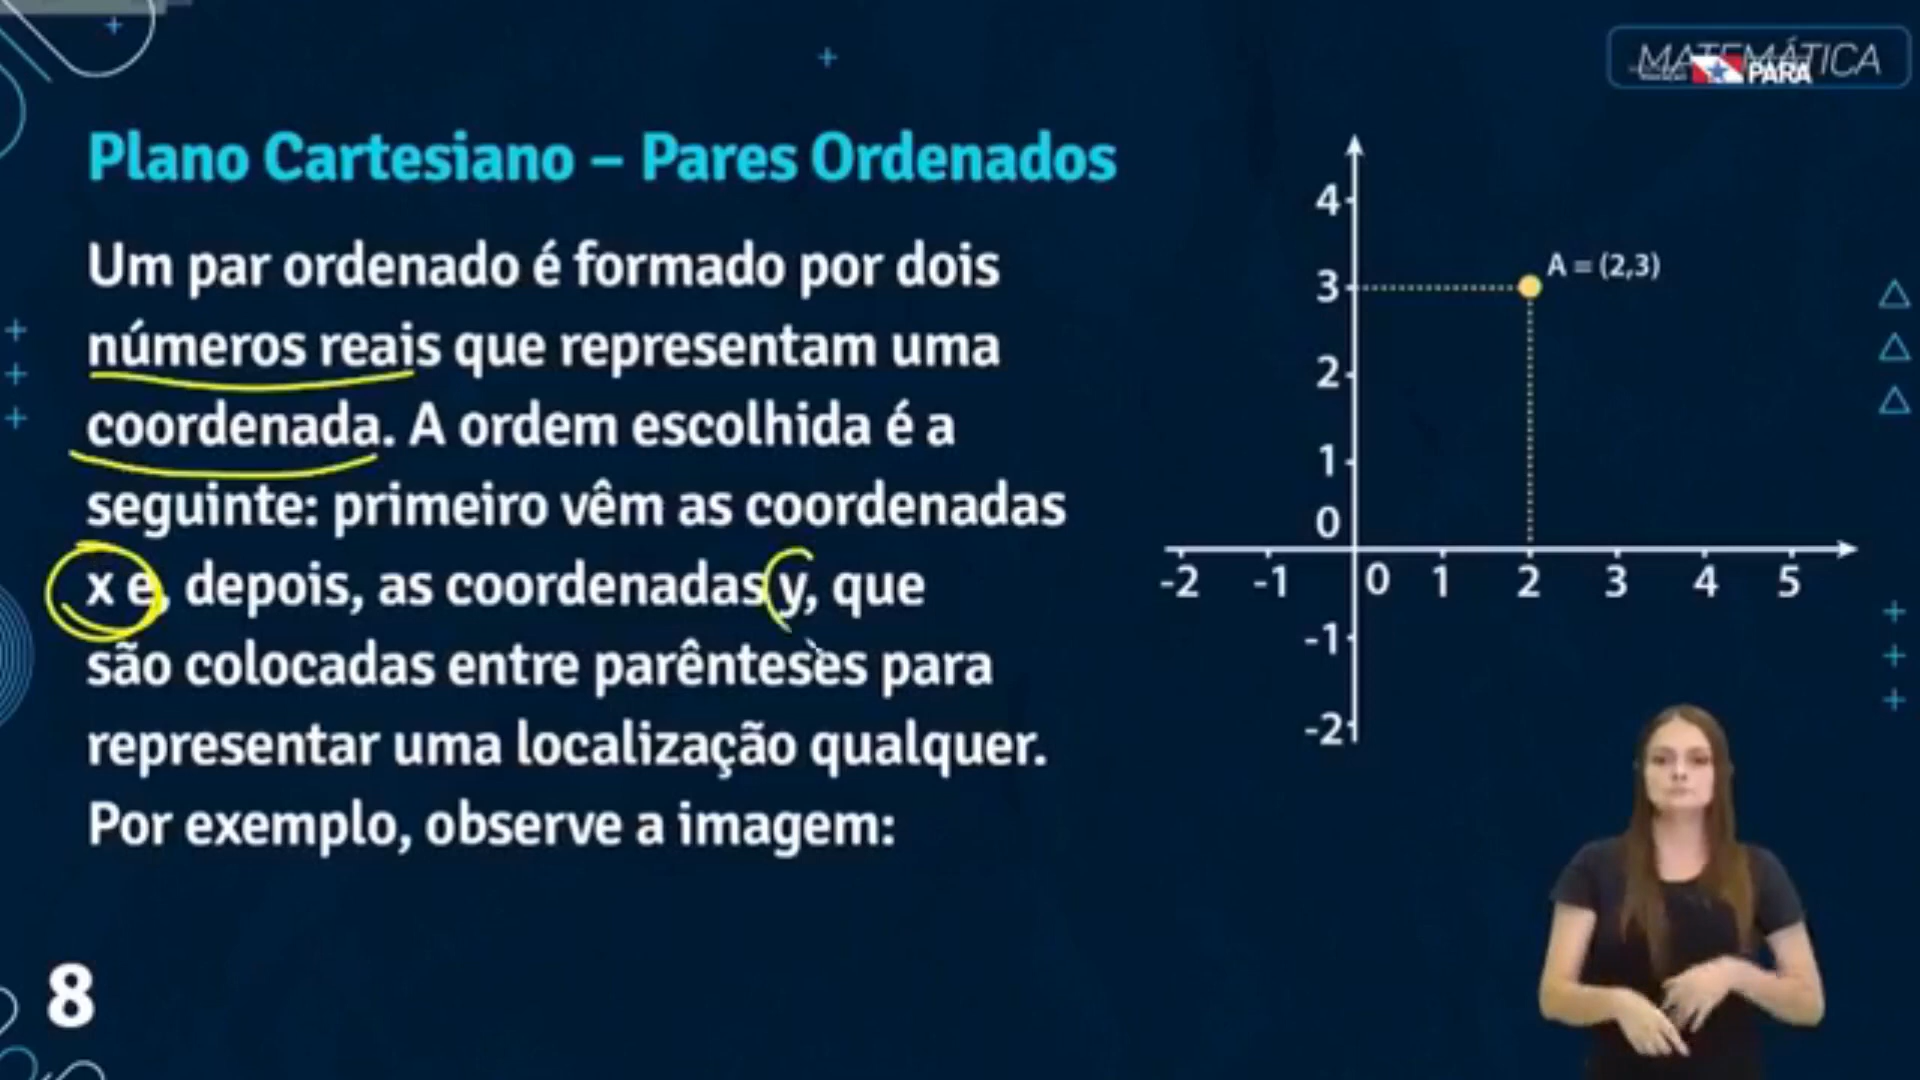 MATEMÁTICA
PARÁ
Plano Cartesiano – Pares Ordenados
Um par ordenado é formado por dois
números reais que representam uma
coordenada. A ordem escolhida é a
seguinte: primeiro vêm as coordenadas
x e, depois, as coordenadas y, que
são colocadas entre parênteses para
representar uma localização qualquer.
Por exemplo, observe a imagem:
4
A = (2,3)
3
2
1
0
-2 -1 0 1 2 3 4 5
-1
-2
8